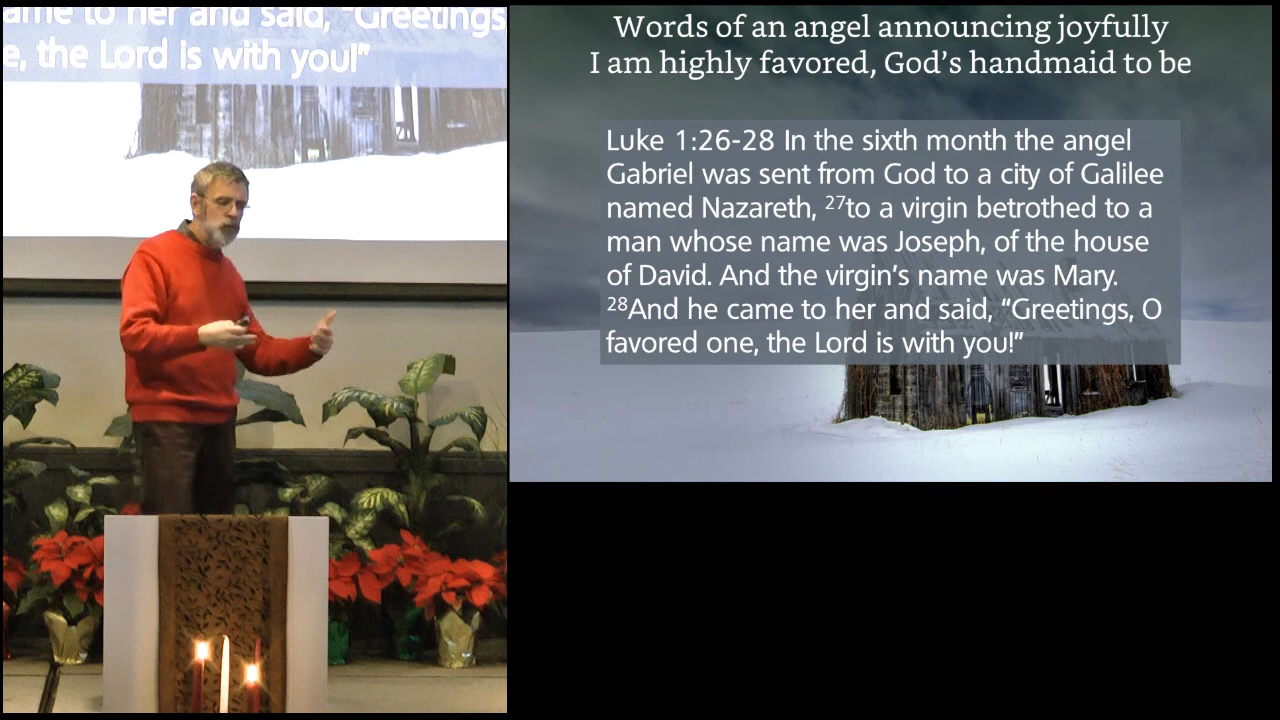 ame to her and said, “Greetings
e, the Lord is with you!”
Words of an angel announcing joyfully
I am highly favored, God’s handmaid to be
Luke 1:26-28 In the sixth month the angel
Gabriel was sent from God to a city of Galilee
named Nazareth, 27to a virgin betrothed to a
man whose name was Joseph, of the house
of David. And the virgin’s name was Mary.
28And he came to her and said, “Greetings, O
favored one, the Lord is with you!”